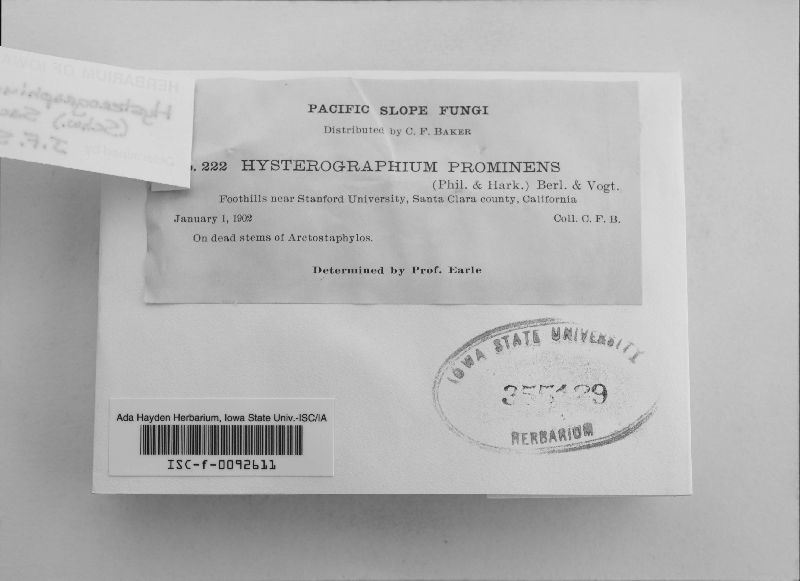 PACIFIC SLOPE FUNGI
Distributed by C. F. BAKER
222 HYSTEROGRAPHIUM PROMINENS
(Phil. & Hark.) Berl. & Vogt.
Foothills near Stanford University, Santa Clara county, California
January 1, 1902 Coll. C. F. B.
On dead stems of Arctostaphylos.
Determined by Prof. Earle
IOWA STATE UNIVERSITY
HERBARIUM
Ada Hayden Herbarium, Iowa State Univ.-ISC/IA
ISC-f-0092611